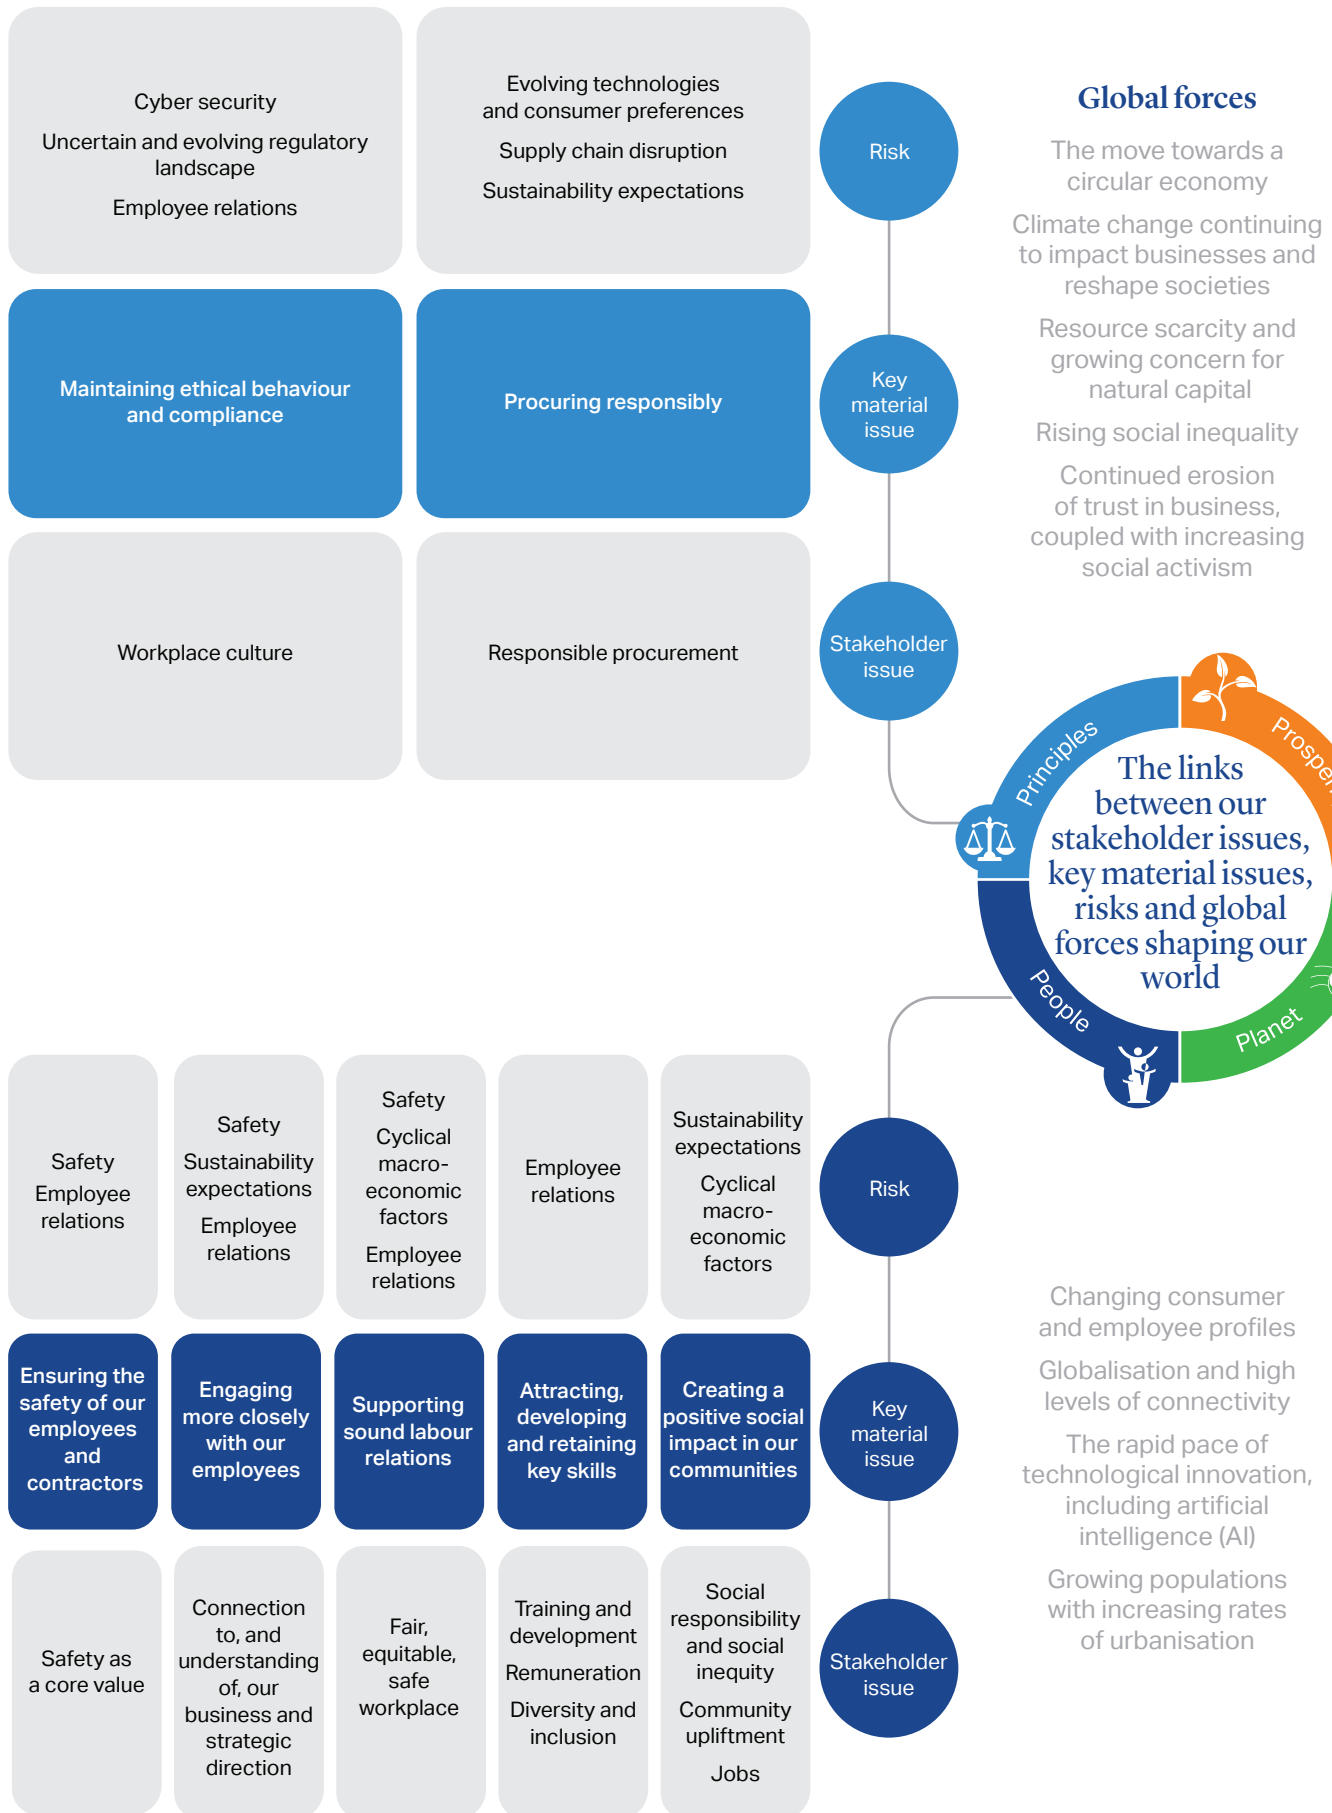 Cyber security
Uncertain and evolving regulatory
landscape
Employee relations
Evolving technologies
and consumer preferences
Supply chain disruption
Sustainability expectations
Risk
Maintaining ethical behaviour
and compliance
Procuring responsibly
Key
material
issue
Workplace culture
Responsible procurement
Stakeholder
issue
Global forces
The move towards a
circular economy
Climate change continuing
to impact businesses and
reshape societies
Resource scarcity and
growing concern for
natural capital
Rising social inequality
Continued erosion
of trust in business,
coupled with increasing
social activism
Principles
The links
between our
stakeholder issues,
key material issues,
risks and global
forces shaping our
world
People
Planet
Safety
Employee
relations
Safety
Sustainability
expectations
Employee
relations
Safety
Cyclical
macro-
economic
factors
Employee
relations
Employee
relations
Sustainability
expectations
Cyclical
macro-
economic
factors
Risk
Ensuring the
safety of our
employees
and
contractors
Engaging
more closely
with our
employees
Supporting
sound labour
relations
Attracting,
developing
and retaining
key skills
Creating a
positive social
impact in our
communities
Key
material
issue
Safety as
a core value
Connection
to, and
understanding
of, our
business and
strategic
direction
Fair,
equitable,
safe
workplace
Training and
development
Remuneration
Diversity and
inclusion
Social
responsibility
and social
inequity
Community
upliftment
Jobs
Stakeholder
issue
Changing consumer
and employee profiles
Globalisation and high
levels of connectivity
The rapid pace of
technological innovation,
including artificial
intelligence (AI)
Growing populations
with increasing rates
of urbanisation